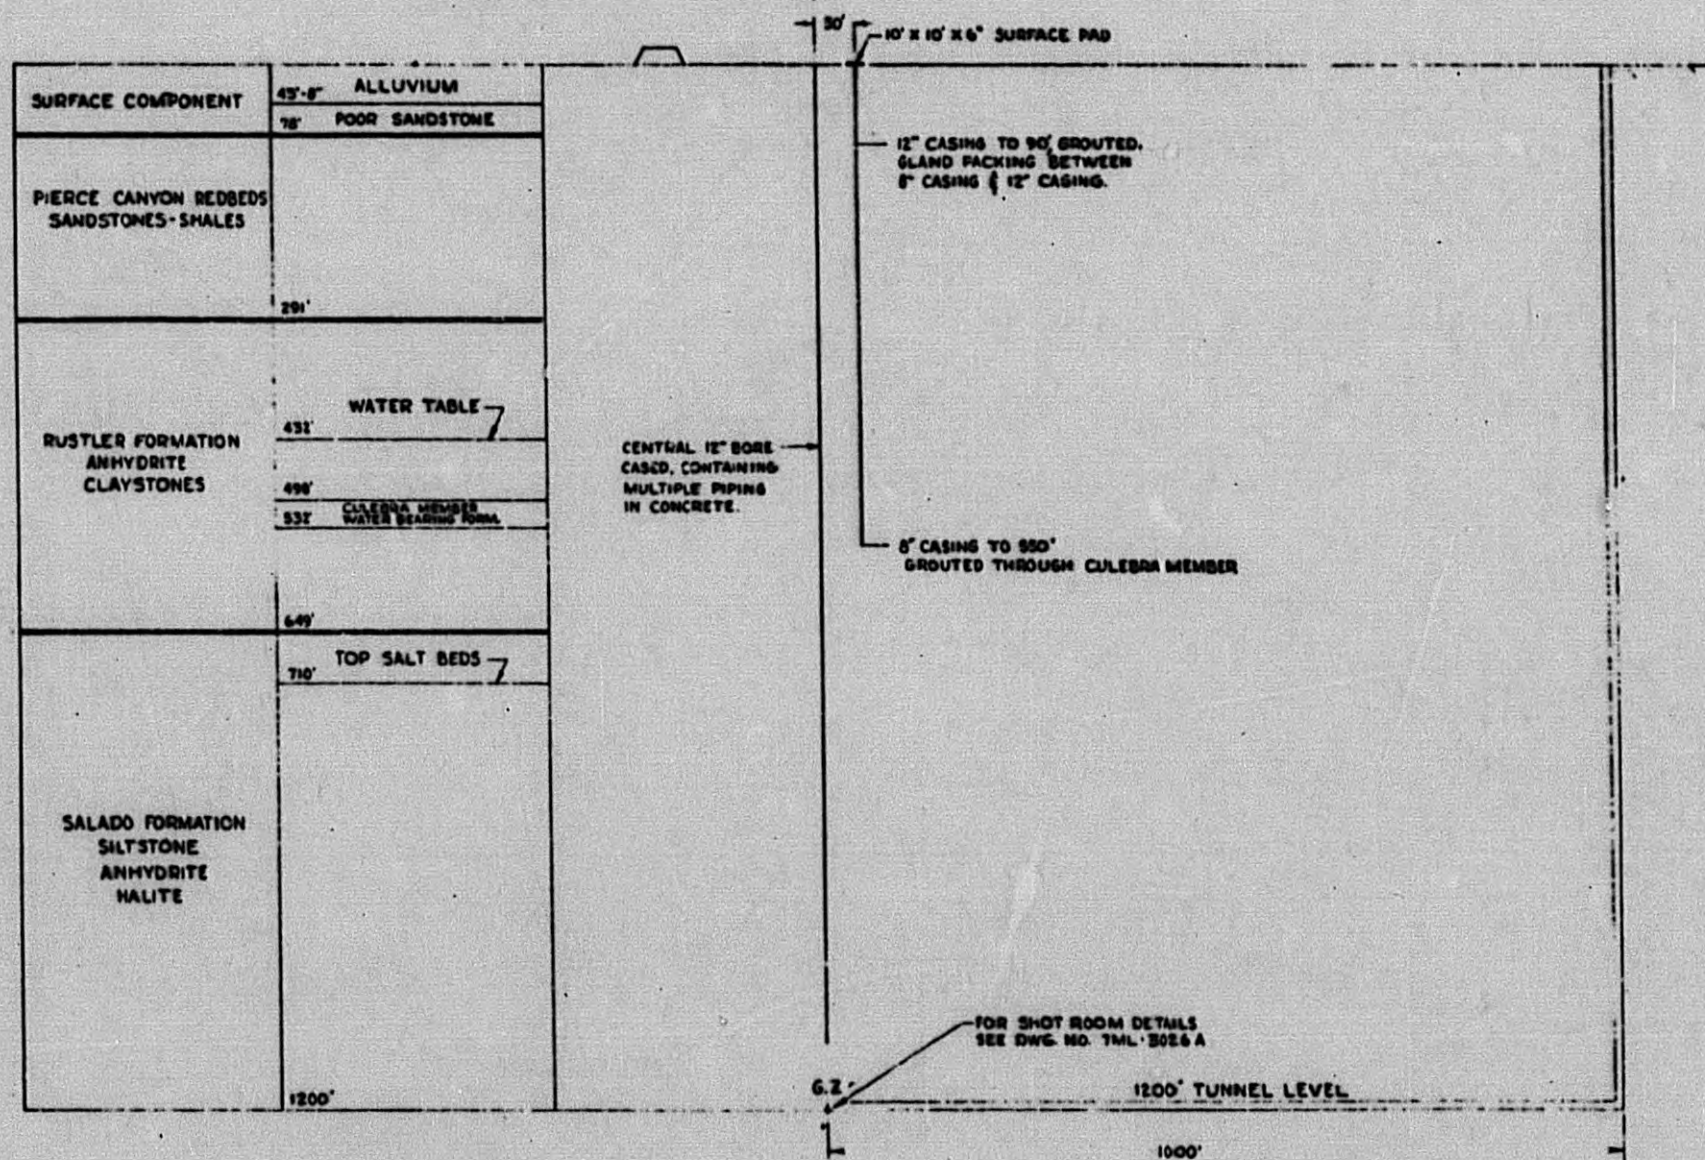 50'
10' X 10' X 6" SURFACE PAD
SURFACE COMPONENT
45'-8" ALLUVIUM
78' POOR SANDSTONE
12" CASING TO 90', GROUTED.
GLAND PACKING BETWEEN
8" CASING & 12" CASING.
PIERCE CANYON REDBEDS
SANDSTONES-SHALES
291'
WATER TABLE
432'
RUSTLER FORMATION
ANHYDRITE
CLAYSTONES
498'
CULEBRA MEMBER
532' WATER BEARING FORM.
CENTRAL 12" BORE
CASED, CONTAINING
MULTIPLE PIPING
IN CONCRETE.
8" CASING TO 550'
GROUTED THROUGH CULEBRA MEMBER
649'
TOP SALT BEDS
710'
SALADO FORMATION
SILTSTONE
ANHYDRITE
HALITE
FOR SHOT ROOM DETAILS
SEE DWG. NO. 7ML-3026 A
1200'
G.Z.
1200' TUNNEL LEVEL
1000'